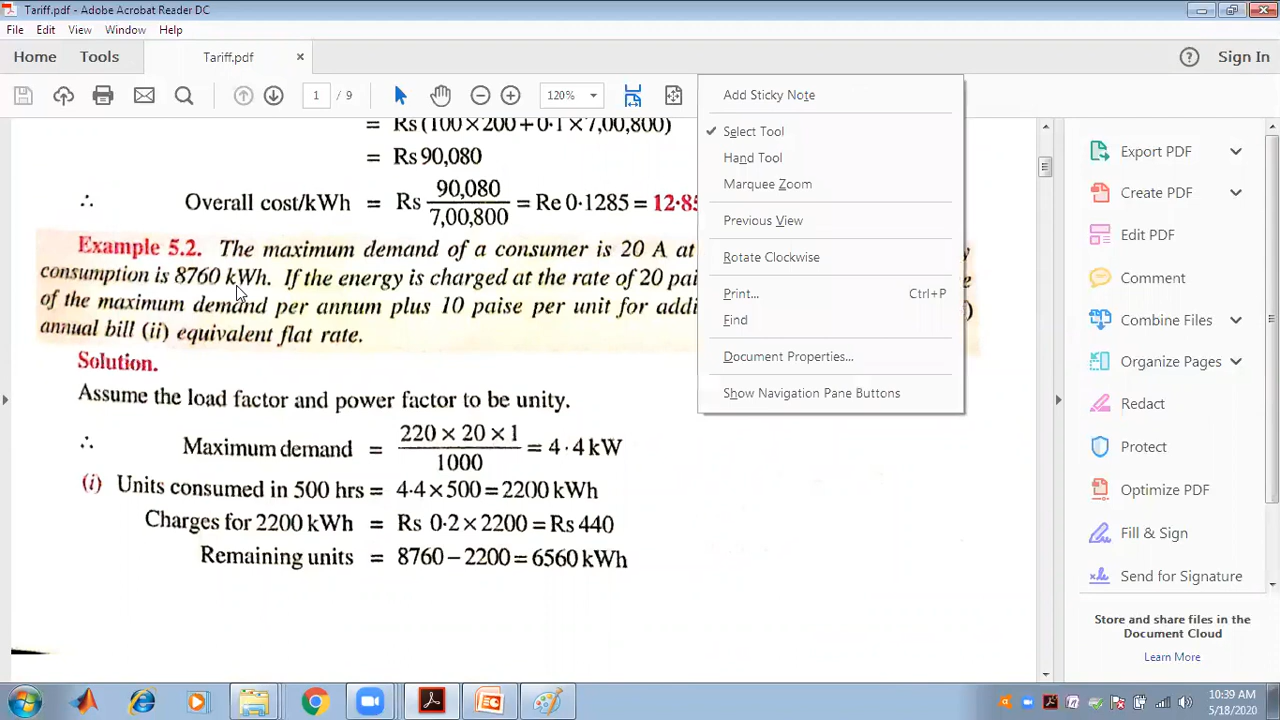 Tariff.pdf - Adobe Acrobat Reader DC
File Edit View Window Help
Home Tools Tariff.pdf × ? Sign In
1 / 9 120%
Add Sticky Note
Select Tool
Hand Tool
Marquee Zoom
Previous View
Rotate Clockwise
Print... Ctrl+P
Find
Document Properties...
Show Navigation Pane Buttons
= Rs (100 × 200 + 0·1 × 7,00,800)
= Rs 90,080
∴ Overall cost/kWh = Rs 90,080 / 7,00,800 = Re 0·1285 = 12·85
Example 5.2. The maximum demand of a consumer is 20 A at
consumption is 8760 kWh. If the energy is charged at the rate of 20 pai
of the maximum demand per annum plus 10 paise per unit for addi
annual bill (ii) equivalent flat rate.
Solution.
Assume the load factor and power factor to be unity.
∴ Maximum demand = 220 × 20 × 1 / 1000 = 4·4 kW
(i) Units consumed in 500 hrs = 4·4 × 500 = 2200 kWh
Charges for 2200 kWh = Rs 0·2 × 2200 = Rs 440
Remaining units = 8760 – 2200 = 6560 kWh
Export PDF
Create PDF
Edit PDF
Comment
Combine Files
Organize Pages
Redact
Protect
Optimize PDF
Fill & Sign
Send for Signature
Store and share files in the
Document Cloud
Learn More
10:39 AM
5/18/2020